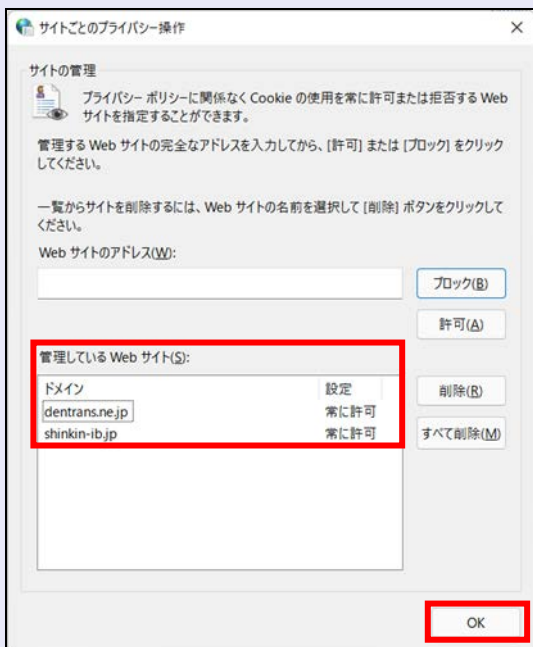 サイトごとのプライバシー操作
サイトの管理
プライバシー ポリシーに関係なく Cookie の使用を常に許可または拒否する Web
サイトを指定することができます。
管理する Web サイトの完全なアドレスを入力してから、[許可] または [ブロック] をクリック
してください。
一覧からサイトを削除するには、Web サイトの名前を選択して [削除] ボタンをクリックして
ください。
Web サイトのアドレス(W):
ブロック(B)
許可(A)
管理している Web サイト(S):
ドメイン 設定
dentrans.ne.jp 常に許可
shinkin-ib.jp 常に許可
削除(R)
すべて削除(M)
OK